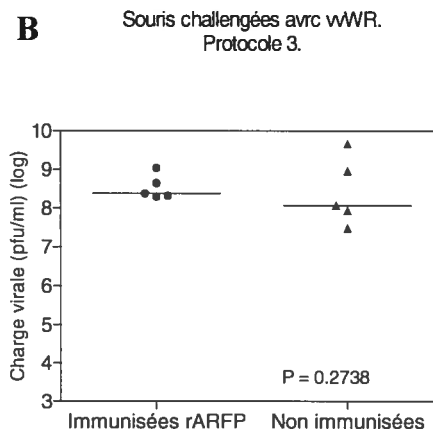 B
Souris challengées avrc vvWR.
Protocole 3.
Charge virale (pfu/ml) (log)
10
9
8
7
6
5
4
3
P = 0.2738
Immunisées rARFP
Non immunisées